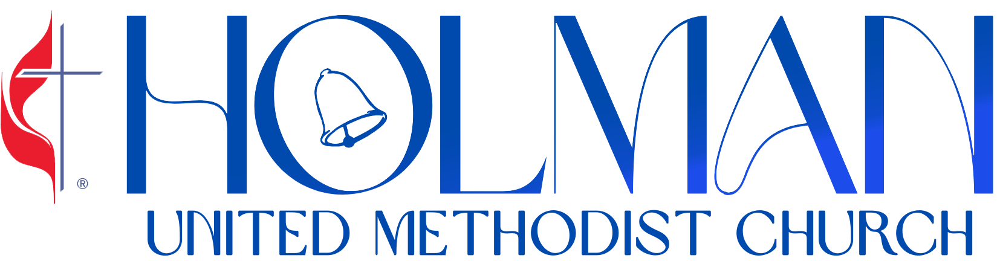 HOLMAN
®
UNITED METHODIST CHURCH